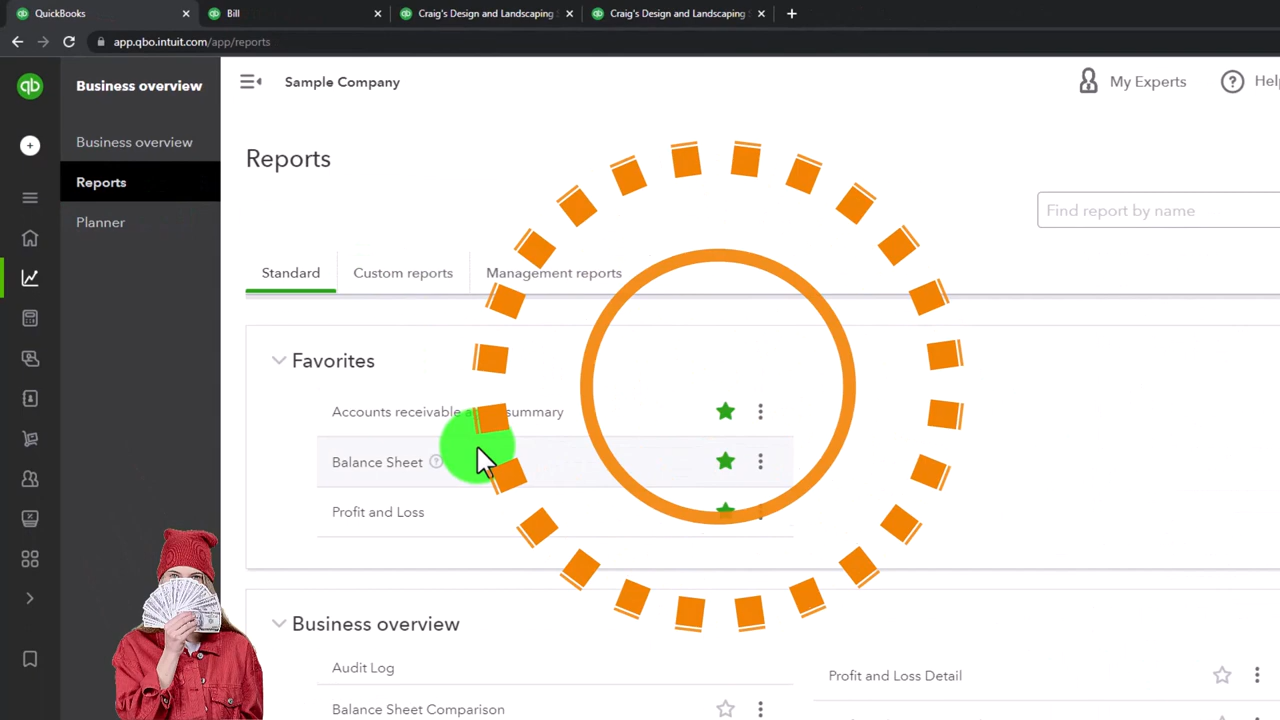 QuickBooks
Bill
Craig's Design and Landscaping
Craig's Design and Landscaping
app.qbo.intuit.com/app/reports
qb
Business overview
Sample Company
My Experts
Hel
Business overview
Reports
Planner
Reports
Find report by name
Standard
Custom reports
Management reports
Favorites
Accounts receivable summary
Balance Sheet
Profit and Loss
Business overview
Audit Log
Profit and Loss Detail
Balance Sheet Comparison